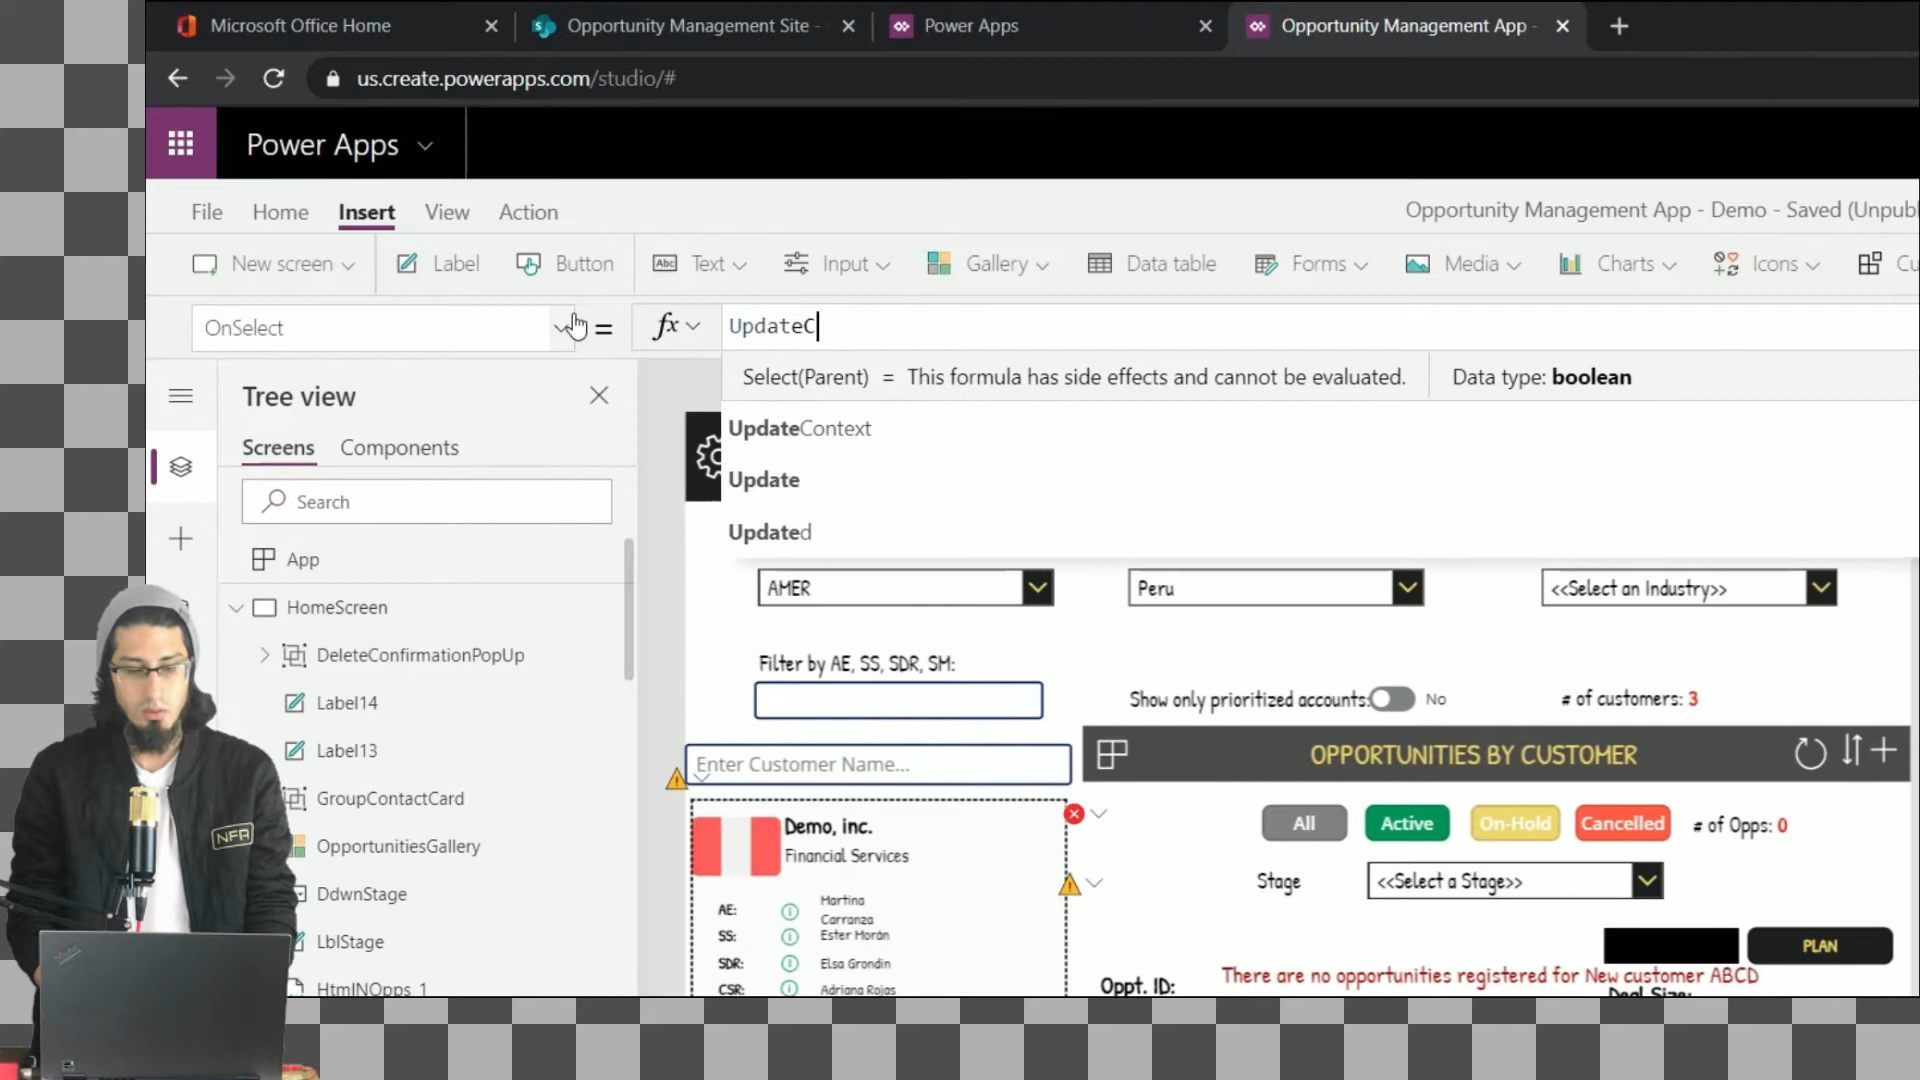 Microsoft Office Home
Opportunity Management Site -
Power Apps
Opportunity Management App -
us.create.powerapps.com/studio/#
Power Apps
File Home Insert View Action
Opportunity Management App - Demo - Saved (Unpubl
New screen Label Button Abc Text Input Gallery Data table Forms Media Charts Icons Cu
OnSelect = fx UpdateC
Select(Parent) = This formula has side effects and cannot be evaluated. Data type: boolean
UpdateContext
Update
Updated
Tree view
Screens Components
Search
App
HomeScreen
DeleteConfirmationPopUp
Label14
Label13
GroupContactCard
OpportunitiesGallery
DdwnStage
LblStage
HtmlNOpps_1
AMER Peru <<Select an Industry>>
Filter by AE, SS, SDR, SM:
Show only prioritized accounts: No
# of customers: 3
Enter Customer Name...
OPPORTUNITIES BY CUSTOMER
Demo, inc.
Financial Services
AE: Martina Carranza
SS: Ester Morán
SDR: Elsa Grondin
CSR: Adriana Rojas
All Active On-Hold Cancelled # of Opps: 0
Stage <<Select a Stage>>
PLAN
There are no opportunities registered for New customer ABCD
Oppt. ID:
Deal Size:
NFR